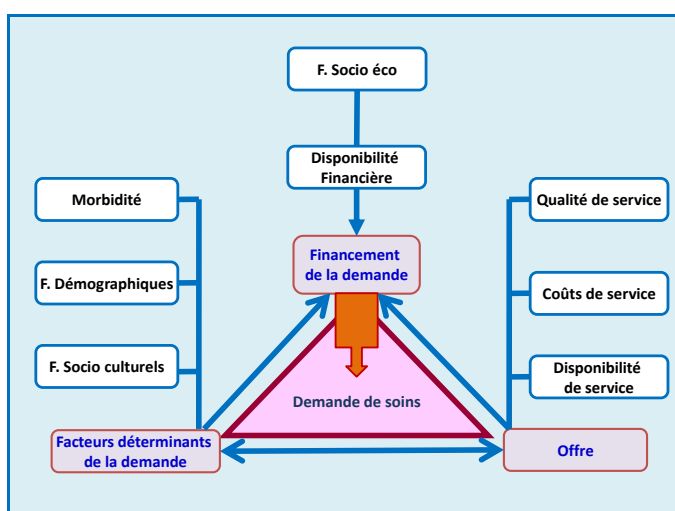 F. Socio éco
Disponibilité
Financière
Morbidité
Qualité de service
Financement
de la demande
F. Démographiques
Coûts de service
F. Socio culturels
Disponibilité
de service
Demande de soins
Facteurs déterminants
de la demande
Offre